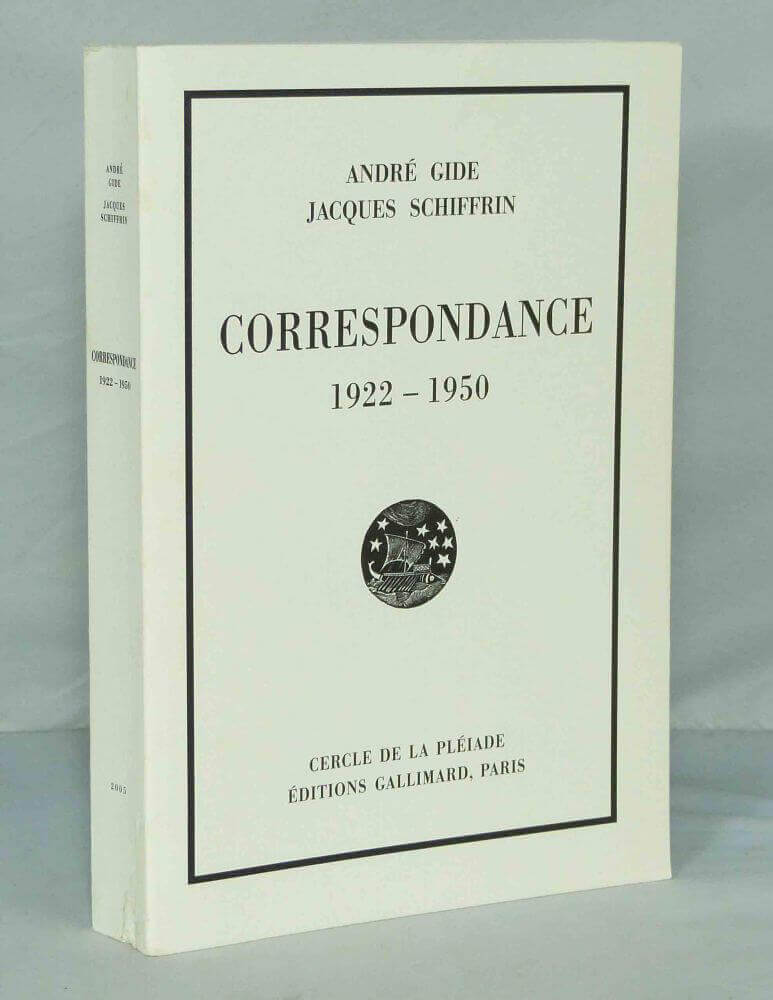 ANDRÉ
GIDE
JACQUES
SCHIFFRIN
CORRESPONDANCE
1922 – 1950
2005
ANDRÉ GIDE
JACQUES SCHIFFRIN
CORRESPONDANCE
1922 – 1950
CERCLE DE LA PLÉIADE
ÉDITIONS GALLIMARD, PARIS